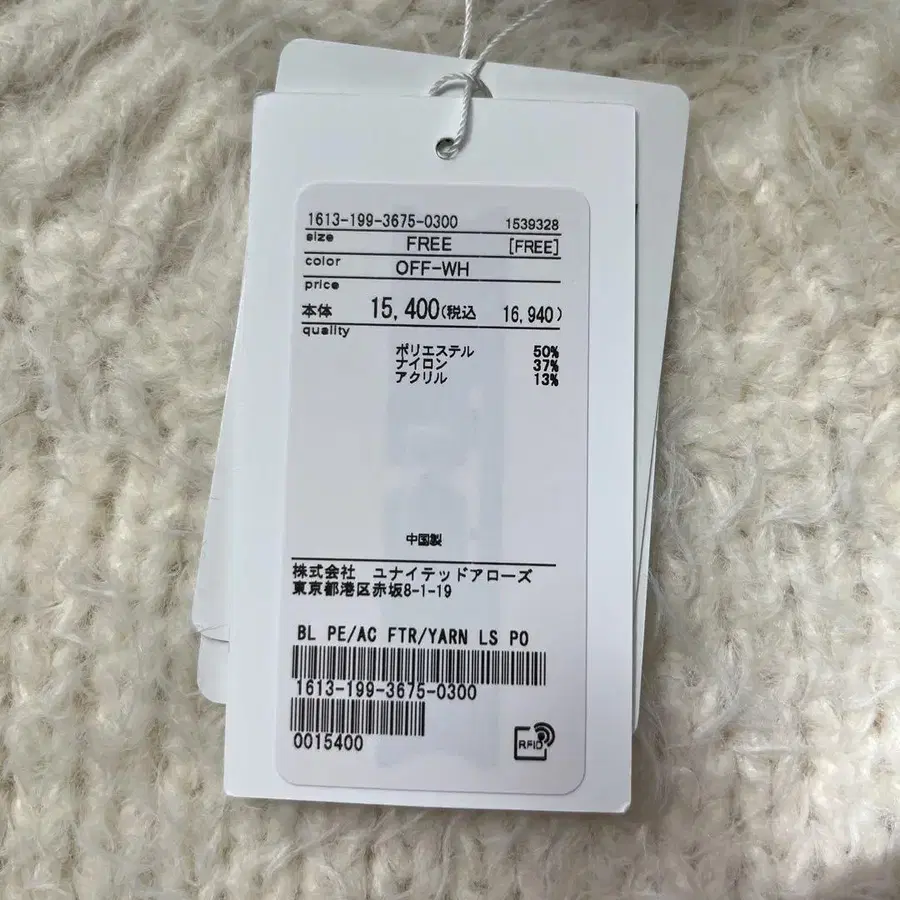 1613-199-3675-0300 1539328
size FREE [FREE]
color OFF-WH
price
本体 15,400(税込 16,940)
quality
ポリエステル 50%
ナイロン 37%
アクリル 13%
中国製
株式会社 ユナイテッドアローズ
東京都港区赤坂8-1-19
BL PE/AC FTR/YARN LS PO
1613-199-3675-0300
0015400
RFID